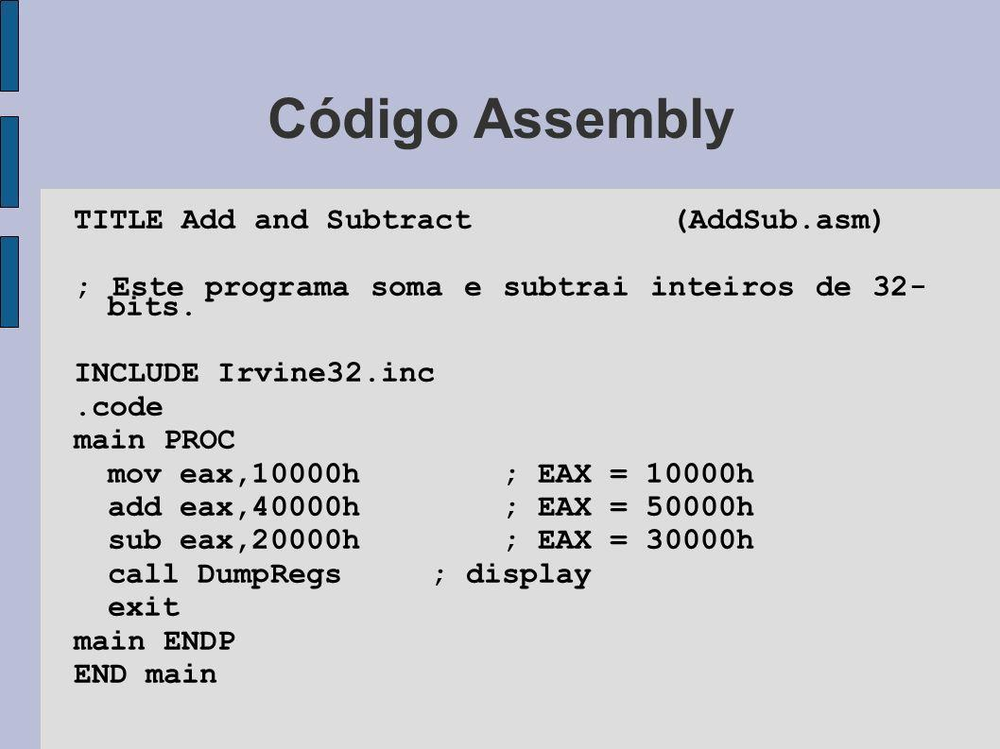 Código Assembly
TITLE Add and Subtract (AddSub.asm)
; Este programa soma e subtrai inteiros de 32-
bits.
INCLUDE Irvine32.inc
.code
main PROC
mov eax,10000h ; EAX = 10000h
add eax,40000h ; EAX = 50000h
sub eax,20000h ; EAX = 30000h
call DumpRegs ; display
exit
main ENDP
END main